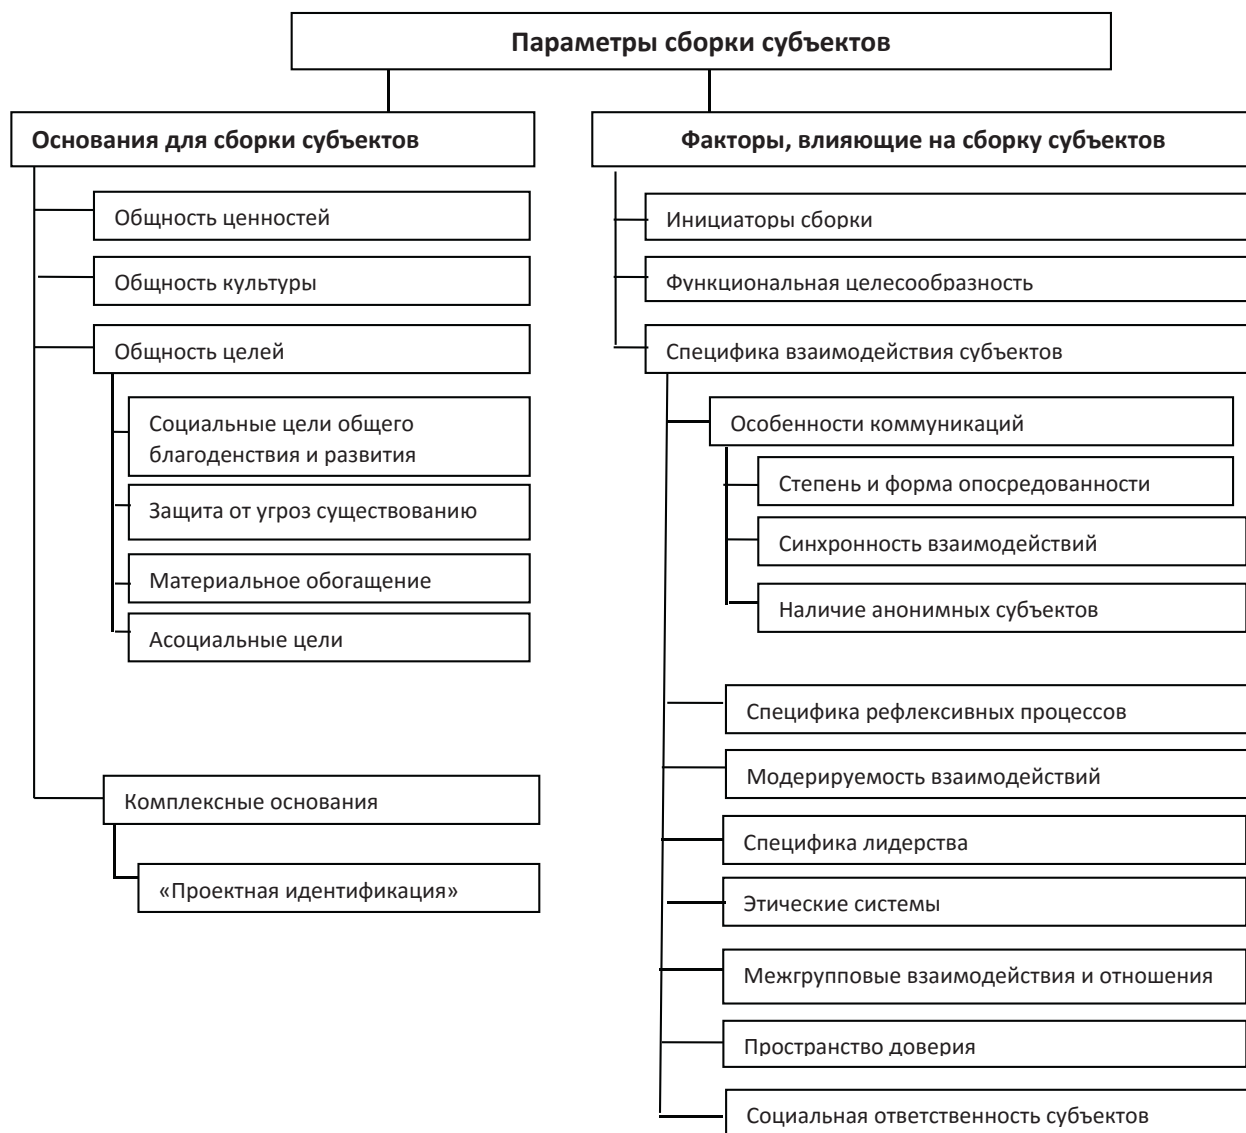 Параметры сборки субъектов
Основания для сборки субъектов
Общность ценностей
Общность культуры
Общность целей
Социальные цели общего
благоденствия и развития
Защита от угроз существованию
Материальное обогащение
Асоциальные цели
Комплексные основания
«Проектная идентификация»
Факторы, влияющие на сборку субъектов
Инициаторы сборки
Функциональная целесообразность
Специфика взаимодействия субъектов
Особенности коммуникаций
Степень и форма опосредованности
Синхронность взаимодействий
Наличие анонимных субъектов
Специфика рефлексивных процессов
Модерируемость взаимодействий
Специфика лидерства
Этические системы
Межгрупповые взаимодействия и отношения
Пространство доверия
Социальная ответственность субъектов